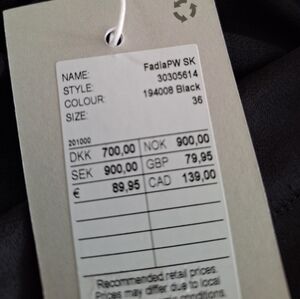 NAME: FadiaPW SK
STYLE: 30305614
COLOUR: 194008 Black
SIZE: 36
201000
DKK 700,00 NOK 900,00
SEK 900,00 GBP 79,95
€ 89,95 CAD 139,00
Recommended retail prices.
Prices may differ due to local
conditions.